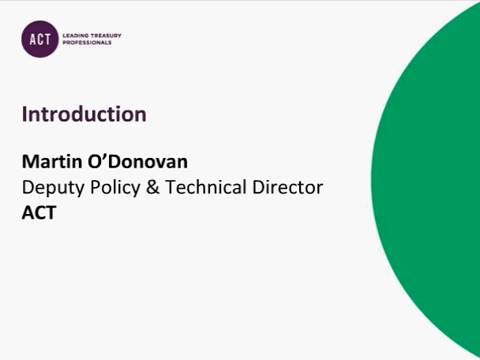 ACT
LEADING TREASURY
PROFESSIONALS
Introduction
Martin O’Donovan
Deputy Policy & Technical Director
ACT